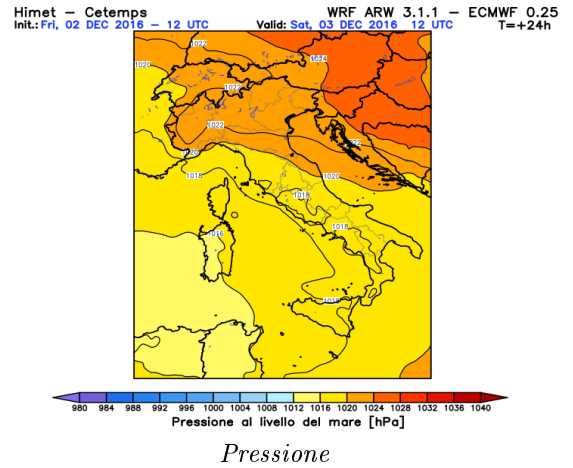 Himet – Cetemps WRF ARW 3.1.1 – ECMWF 0.25
Init.: Fri, 02 DEC 2016 – 12 UTC Valid: Sat, 03 DEC 2016 12 UTC T=+24h
1022
1024
1020
1022
1022
1020
1018
1018
1018
1016
1018
980 984 988 992 996 1000 1004 1008 1012 1016 1020 1024 1028 1032 1036 1040
Pressione al livello del mare [hPa]
Pressione